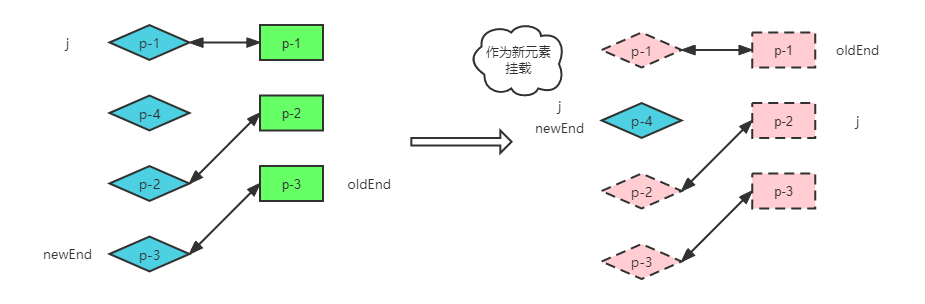 j
p-1
p-1
p-4
p-2
p-2
p-3
oldEnd
newEnd
p-3
作为新元素
挂载
p-1
p-1
oldEnd
j
newEnd
p-4
p-2
j
p-2
p-3
p-3